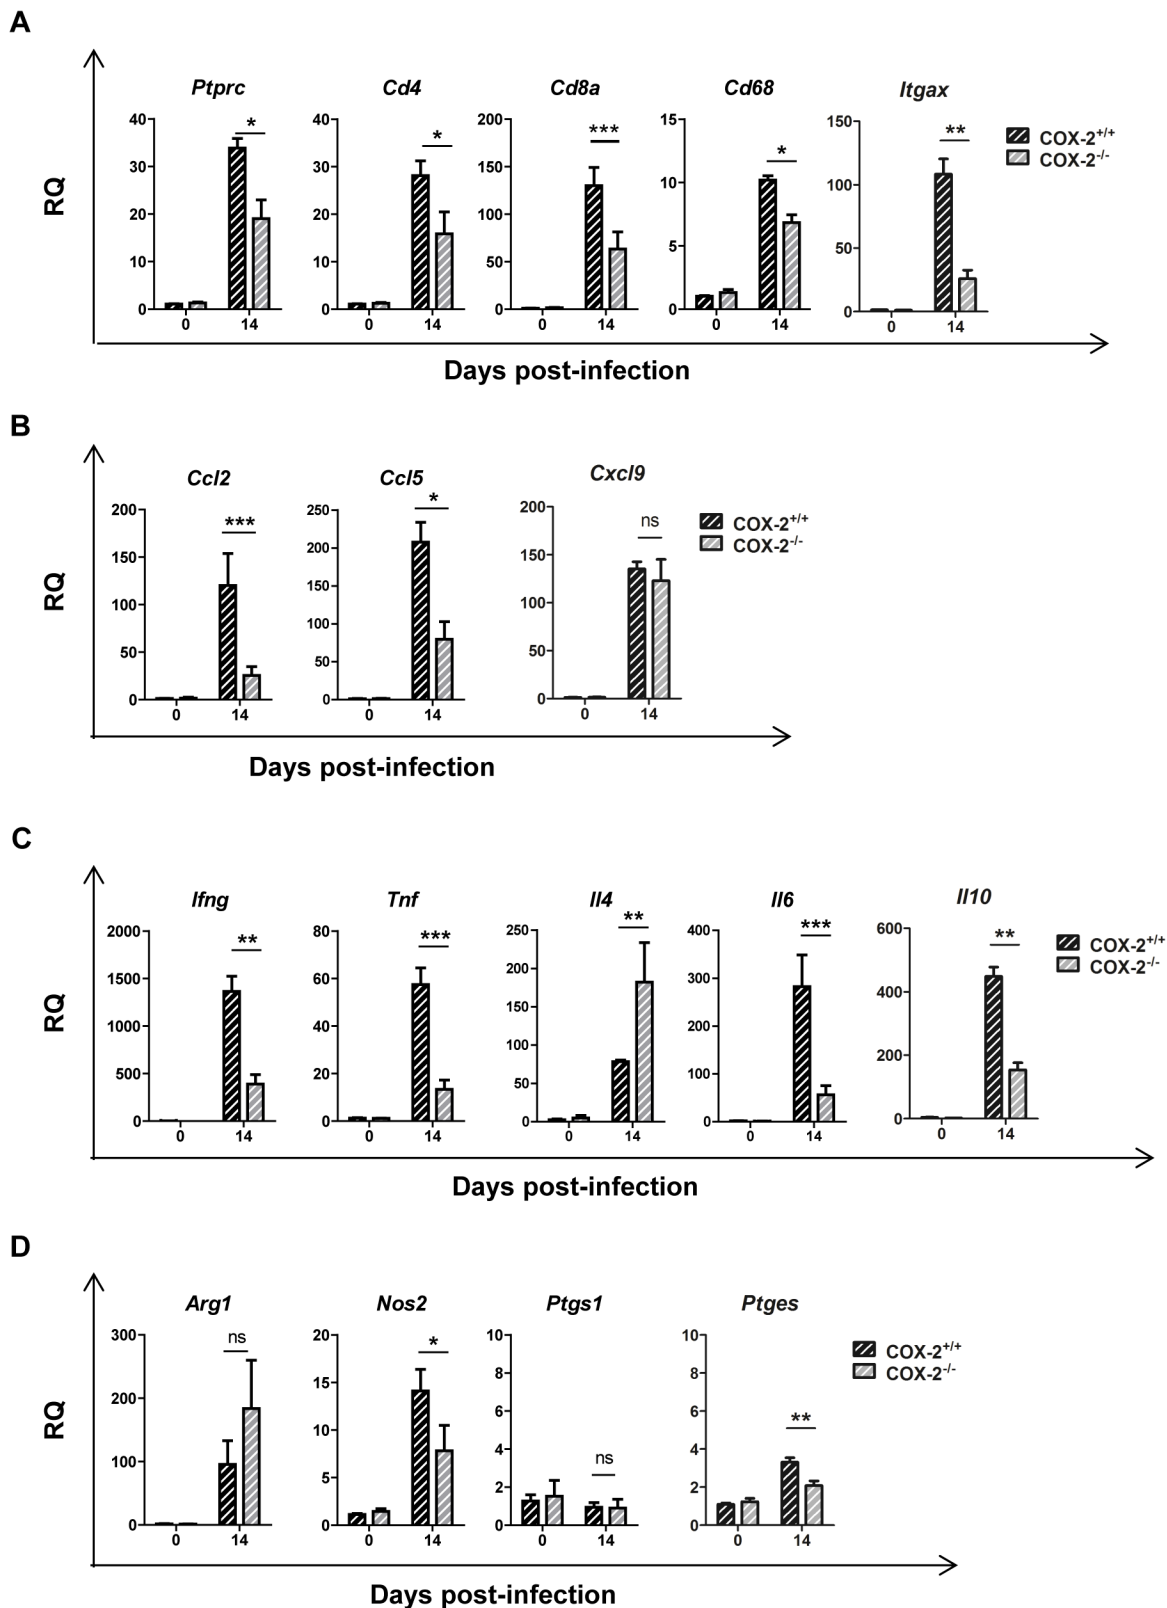 A
Ptprc Cd4 Cd8a Cd68 Itgax
* * *** * **
COX-2+/+
COX-2-/-
RQ
40 30 20 10 0
40 30 20 10 0
200 150 100 50 0
15 10 5 0
150 100 50 0
0 14 0 14 0 14 0 14 0 14
Days post-infection
B
Ccl2 Ccl5 Cxcl9
*** * ns
COX-2+/+
COX-2-/-
RQ
200 150 100 50 0
250 200 150 100 50 0
200 150 100 50 0
0 14 0 14 0 14
Days post-infection
C
Ifng Tnf Il4 Il6 Il10
** *** ** *** **
COX-2+/+
COX-2-/-
RQ
2000 1500 1000 500 0
80 60 40 20 0
250 200 150 100 50 0
400 300 200 100 0
600 400 200 0
0 14 0 14 0 14 0 14 0 14
Days post-infection
D
Arg1 Nos2 Ptgs1 Ptges
ns * ns **
COX-2+/+
COX-2-/-
RQ
300 200 100 0
20 15 10 5 0
10 8 6 4 2 0
10 8 6 4 2 0
0 14 0 14 0 14 0 14
Days post-infection